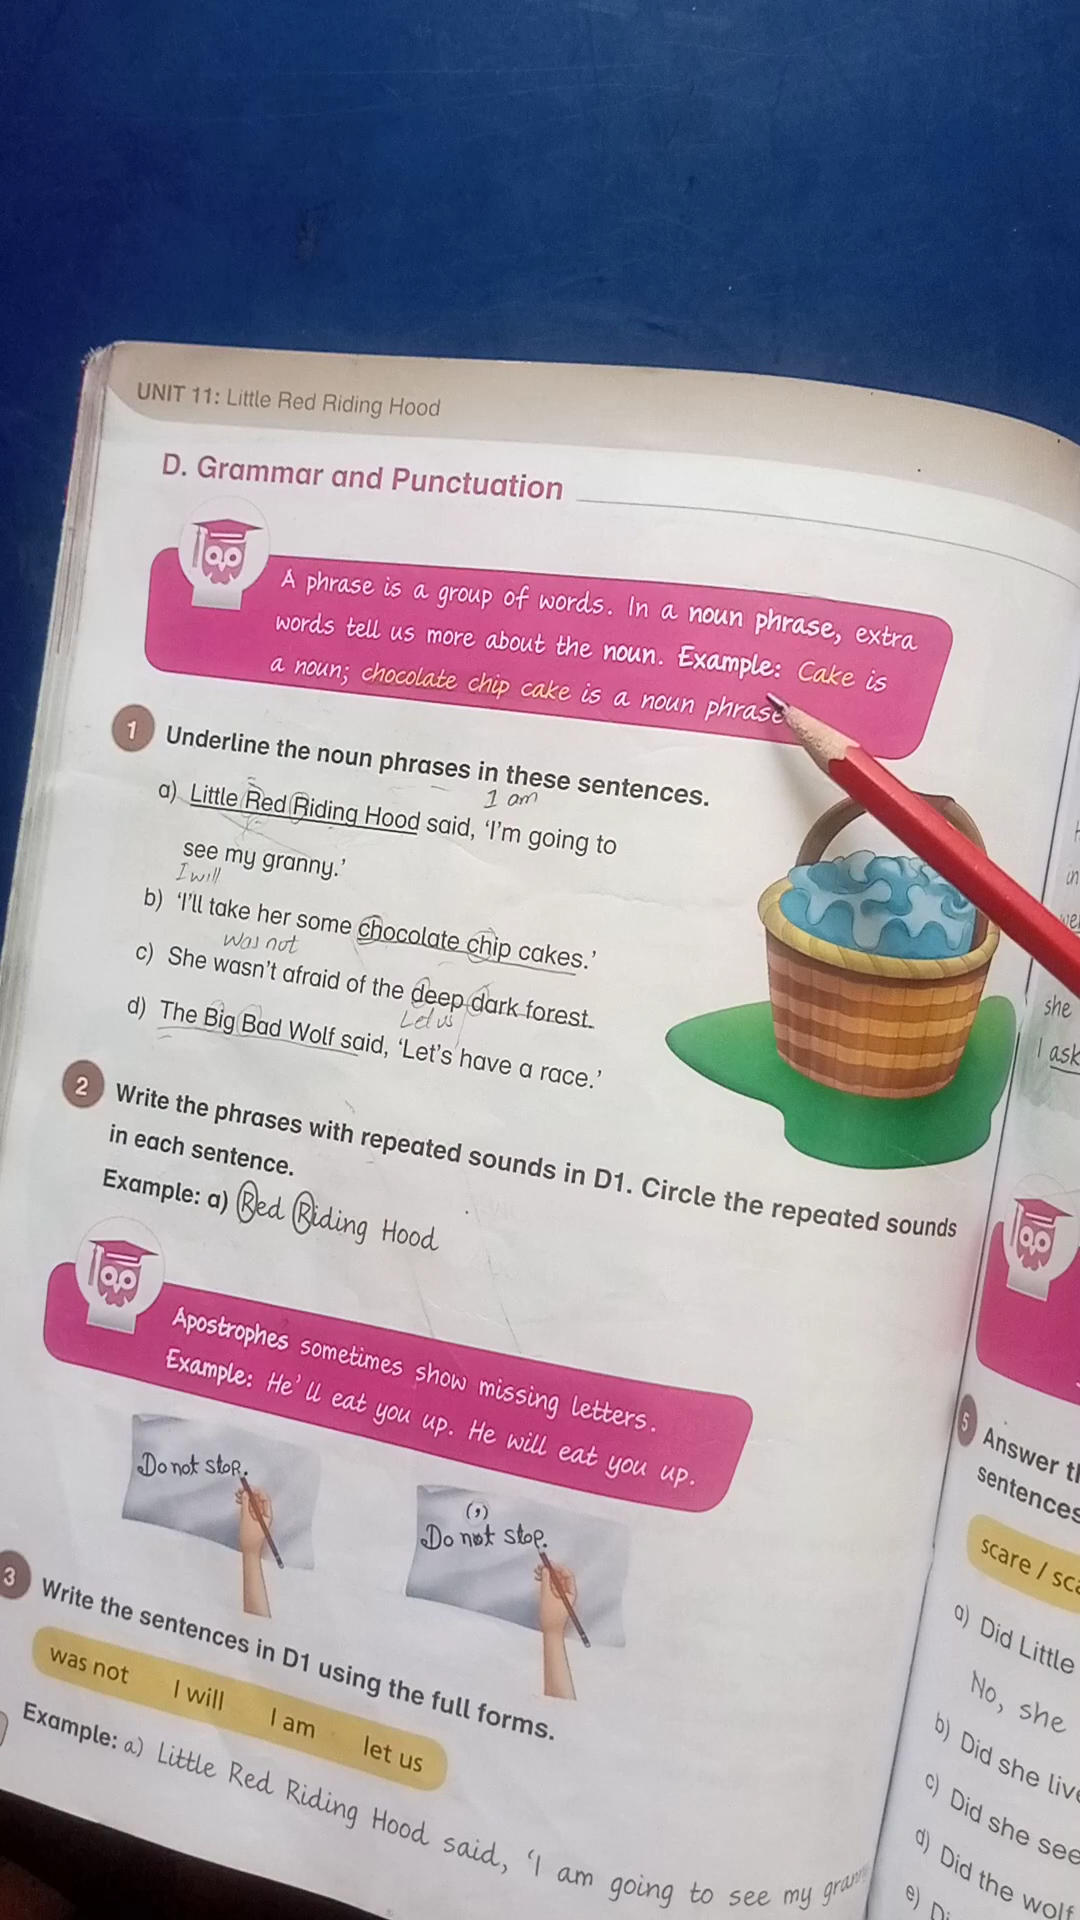 UNIT 11: Little Red Riding Hood
D. Grammar and Punctuation
A phrase is a group of words. In a noun phrase, extra
words tell us more about the noun. Example: Cake is
a noun; chocolate chip cake is a noun phrase
1 Underline the noun phrases in these sentences.
I am
a) Little Red Riding Hood said, ‘I’m going to
see my granny.’
I will
b) ‘I’ll take her some chocolate chip cakes.’
was not
c) She wasn’t afraid of the deep dark forest.
Let us
d) The Big Bad Wolf said, ‘Let’s have a race.’
2 Write the phrases with repeated sounds in D1. Circle the repeated sounds
in each sentence.
Example: a) Red Riding Hood
Apostrophes sometimes show missing letters.
Example: He’ll eat you up. He will eat you up.
Do not stop.
(’)
Do not stop.
3 Write the sentences in D1 using the full forms.
was not I will I am let us
Example: a) Little Red Riding Hood said, ‘I am going to see my
she
I ask
5 Answer
sentences
scare /
a) Did Little
No, she
b) Did she
c) Did she see
d) Did the wolf
e)